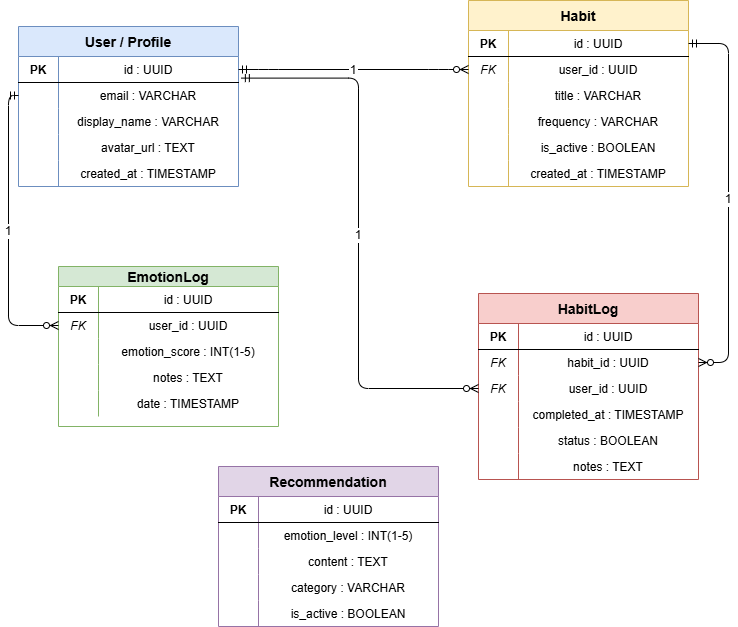 User / Profile
PK id : UUID
email : VARCHAR
display_name : VARCHAR
avatar_url : TEXT
created_at : TIMESTAMP
1
Habit
PK id : UUID
FK user_id : UUID
title : VARCHAR
frequency : VARCHAR
is_active : BOOLEAN
created_at : TIMESTAMP
1
1
1
EmotionLog
PK id : UUID
FK user_id : UUID
emotion_score : INT(1-5)
notes : TEXT
date : TIMESTAMP
HabitLog
PK id : UUID
FK habit_id : UUID
FK user_id : UUID
completed_at : TIMESTAMP
status : BOOLEAN
notes : TEXT
Recommendation
PK id : UUID
emotion_level : INT(1-5)
content : TEXT
category : VARCHAR
is_active : BOOLEAN